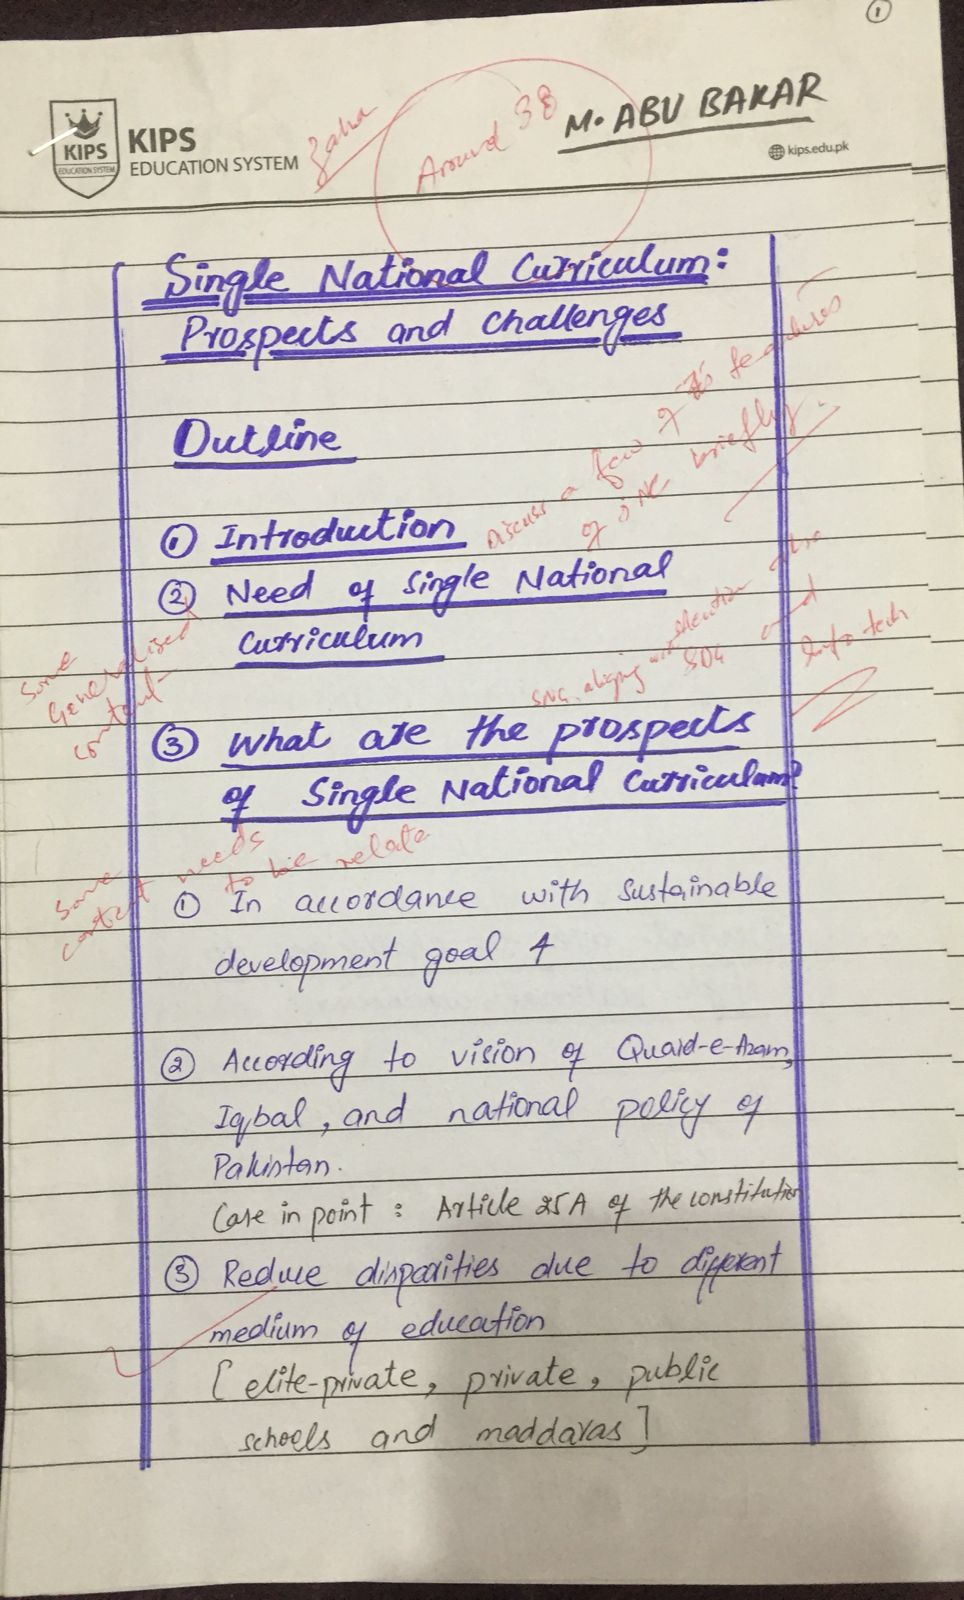 1
KIPS
EDUCATION SYSTEM
KIPS
EDUCATION SYSTEM
Around 38
M. ABU BAKAR
kips.edu.pk
Single National Curriculum:
Prospects and challenges
Outline
Discuss a few of its features
of SNC briefly.
① Introduction
② Need of Single National
Curriculum
Some
Generalised
content
SNC aligning with
SDG and
Info tech
③ What are the prospects
of Single National Curriculum?
Some content needs
to be relate
① In accordance with sustainable
development goal 4
② According to vision of Quaid-e-Azam,
Iqbal, and national policy of
Pakistan.
Case in point : Article 25A of the constitution
③ Reduce disparities due to different
medium of education
[elite-private, private, public
schools and maddaras]